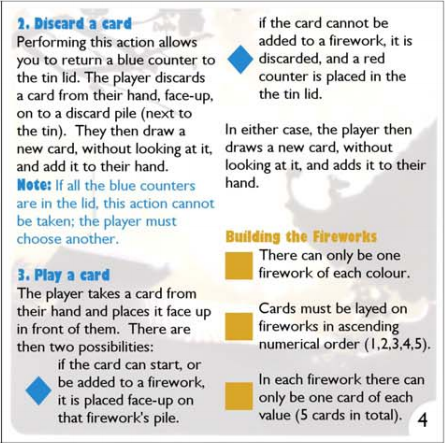 2. Discard a card
Performing this action allows
you to return a blue counter to
the tin lid. The player discards
a card from their hand, face-up,
on to a discard pile (next to
the tin). They then draw a
new card, without looking at it,
and add it to their hand.
Note: If all the blue counters
are in the lid, this action cannot
be taken; the player must
choose another.
3. Play a card
The player takes a card from
their hand and places it face up
in front of them. There are
then two possibilities:
if the card can start, or
be added to a firework,
it is placed face-up on
that firework's pile.
if the card cannot be
added to a firework, it is
discarded, and a red
counter is placed in the
the tin lid.
In either case, the player then
draws a new card, without
looking at it, and adds it to their
hand.
Building the Fireworks
There can only be one
firework of each colour.
Cards must be layed on
fireworks in ascending
numerical order (1,2,3,4,5).
In each firework there can
only be one card of each
value (5 cards in total).
4